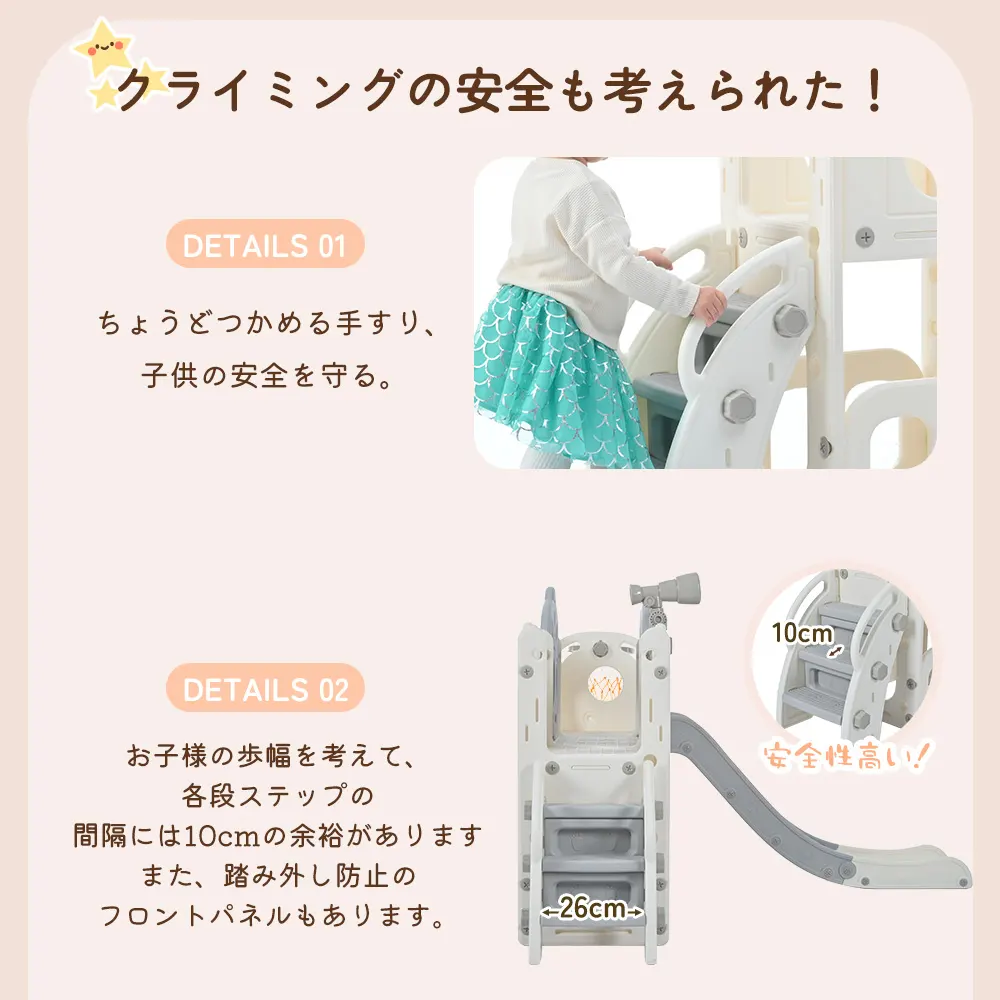 クライミングの安全も考えられた！
DETAILS 01
ちょうどつかめる手すり、
子供の安全を守る。
10cm
安全性高い！
DETAILS 02
お子様の歩幅を考えて、
各段ステップの
間隔には10cmの余裕があります
また、踏み外し防止の
フロントパネルもあります。
26cm